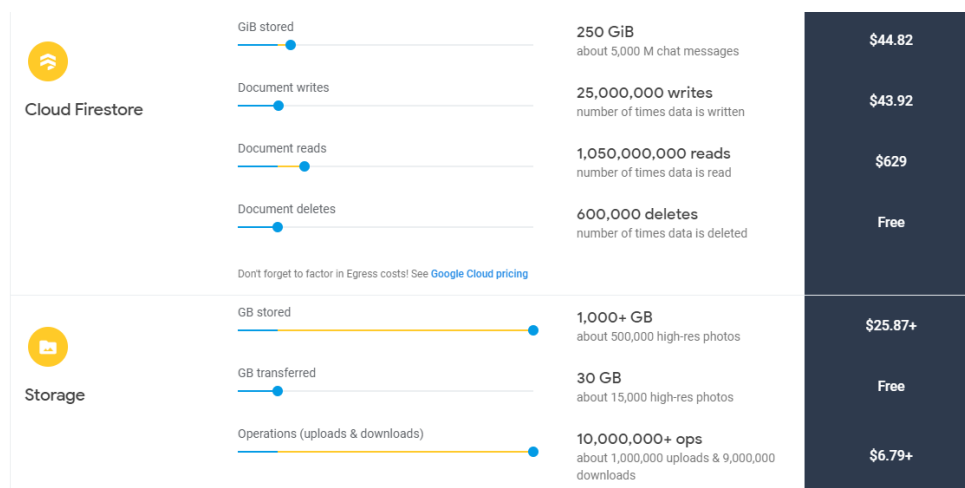 GiB stored
250 GiB
about 5,000 M chat messages
$44.82
Cloud Firestore
Document writes
25,000,000 writes
number of times data is written
$43.92
Document reads
1,050,000,000 reads
number of times data is read
$629
Document deletes
600,000 deletes
number of times data is deleted
Free
Don't forget to factor in Egress costs! See Google Cloud pricing
GB stored
1,000+ GB
about 500,000 high-res photos
$25.87+
Storage
GB transferred
30 GB
about 15,000 high-res photos
Free
Operations (uploads & downloads)
10,000,000+ ops
about 1,000,000 uploads & 9,000,000
downloads
$6.79+